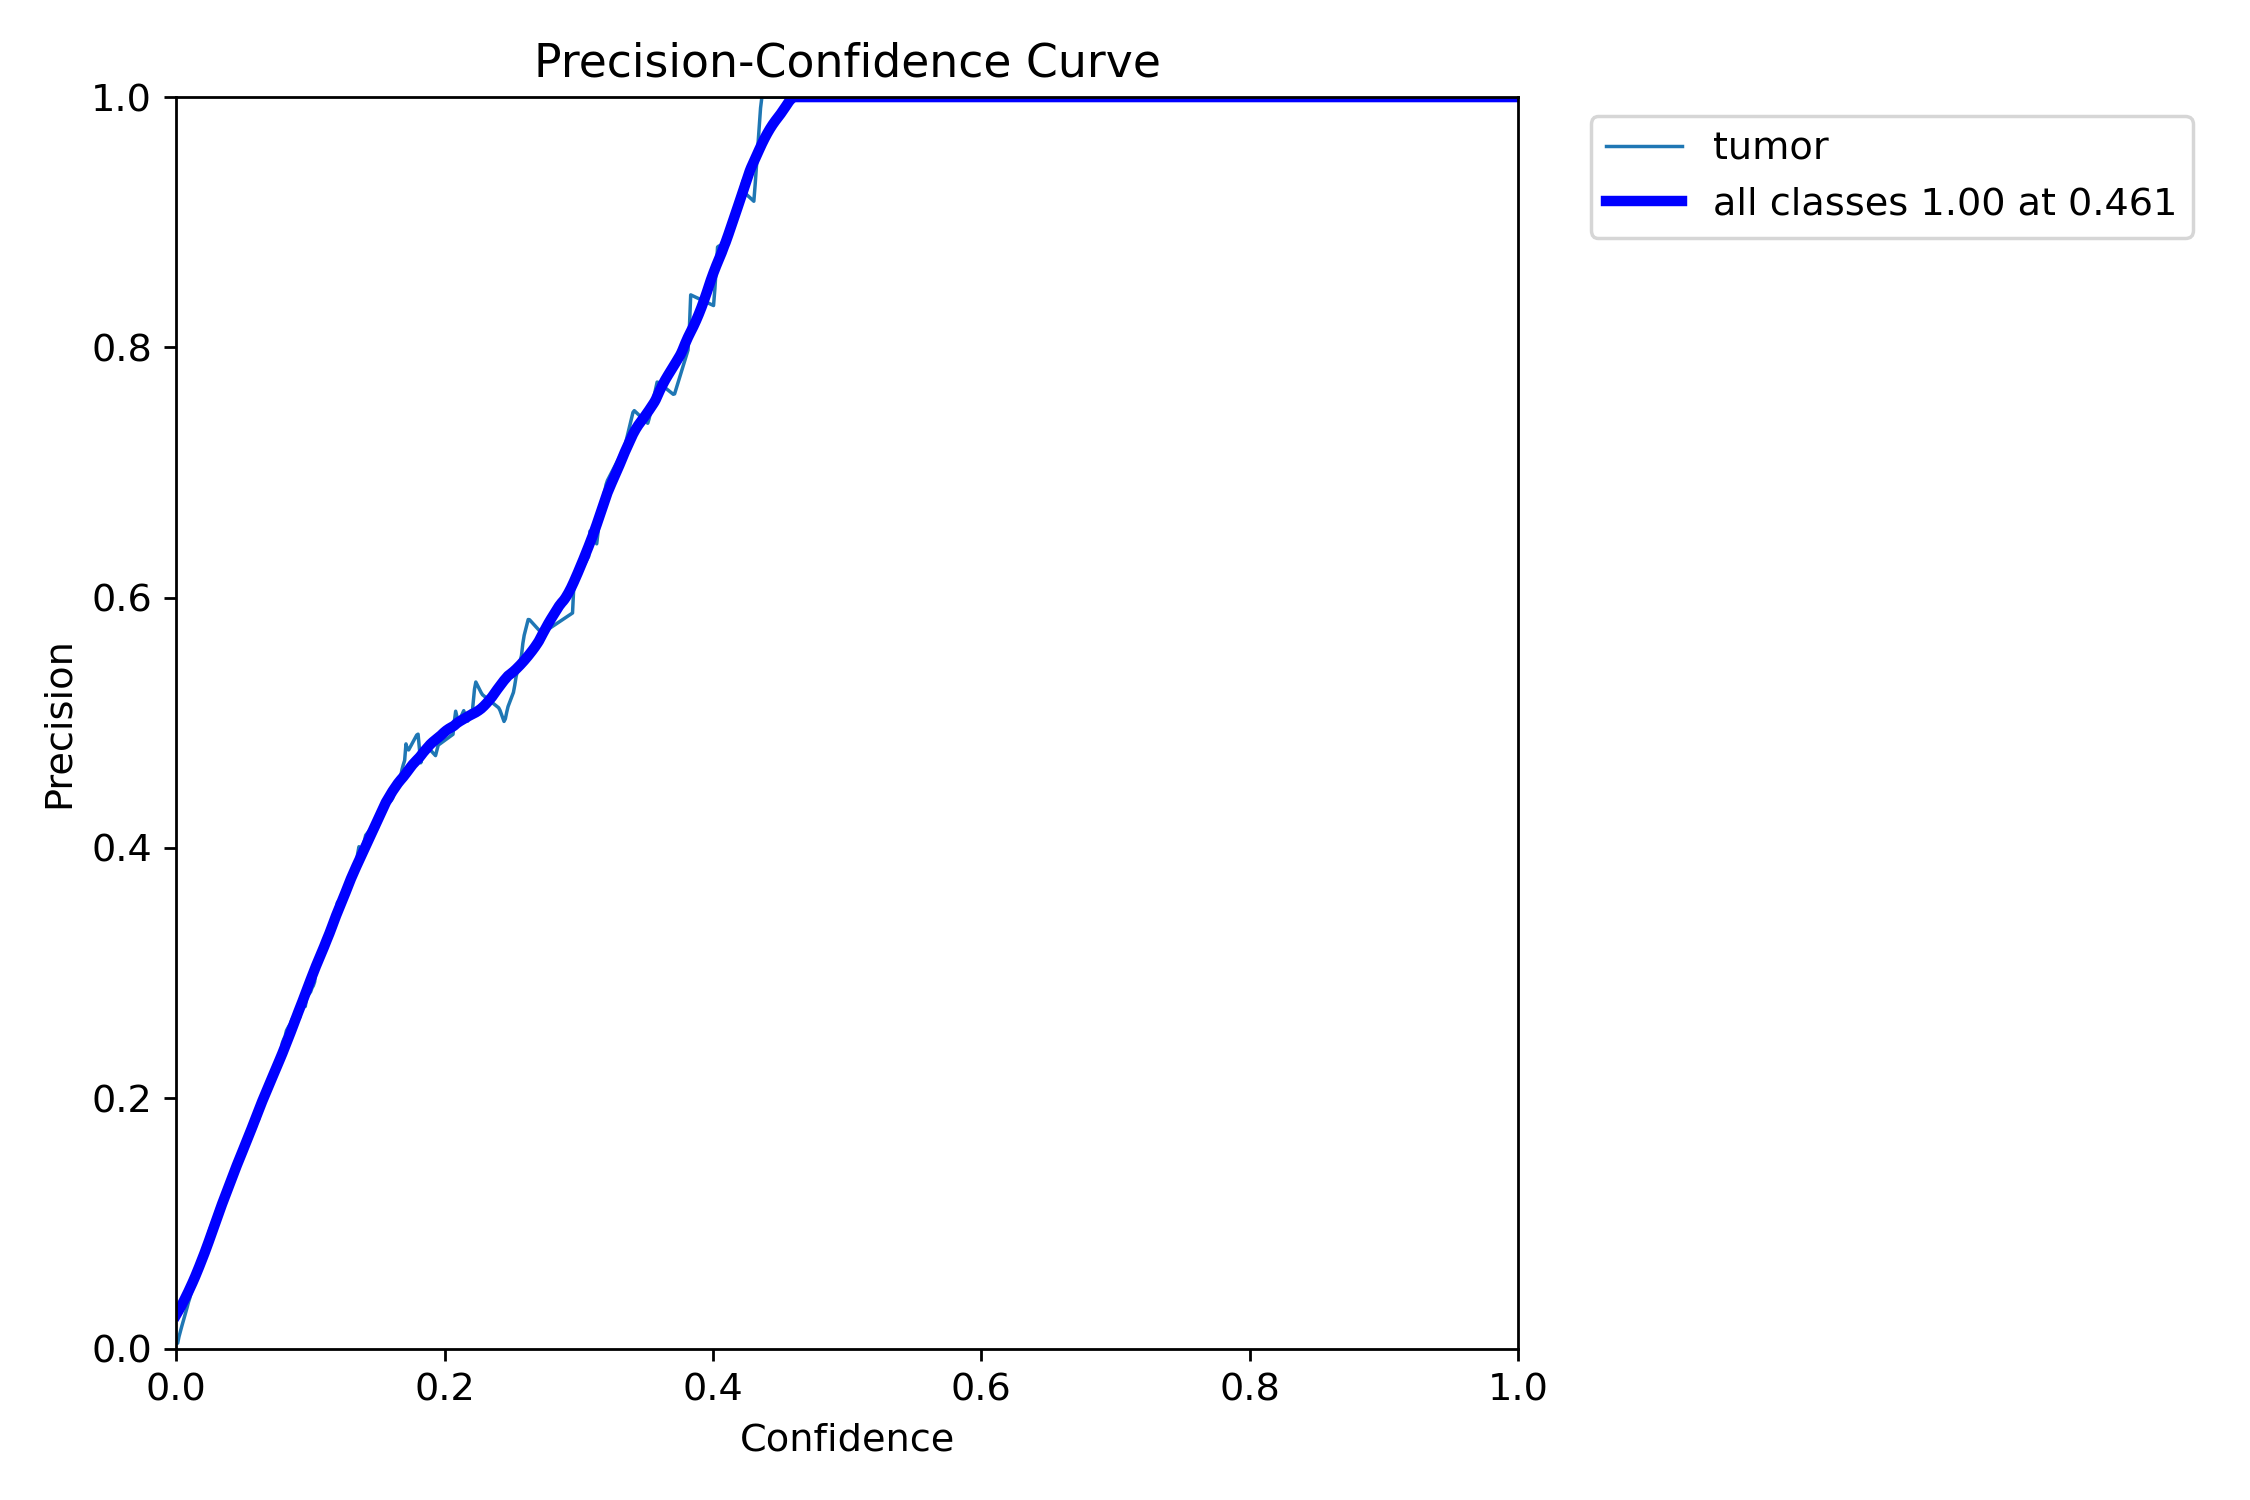 Precision-Confidence Curve
1.0
0.8
0.6
0.4
0.2
0.0
Precision
0.0 0.2 0.4 0.6 0.8 1.0
Confidence
tumor
all classes 1.00 at 0.461